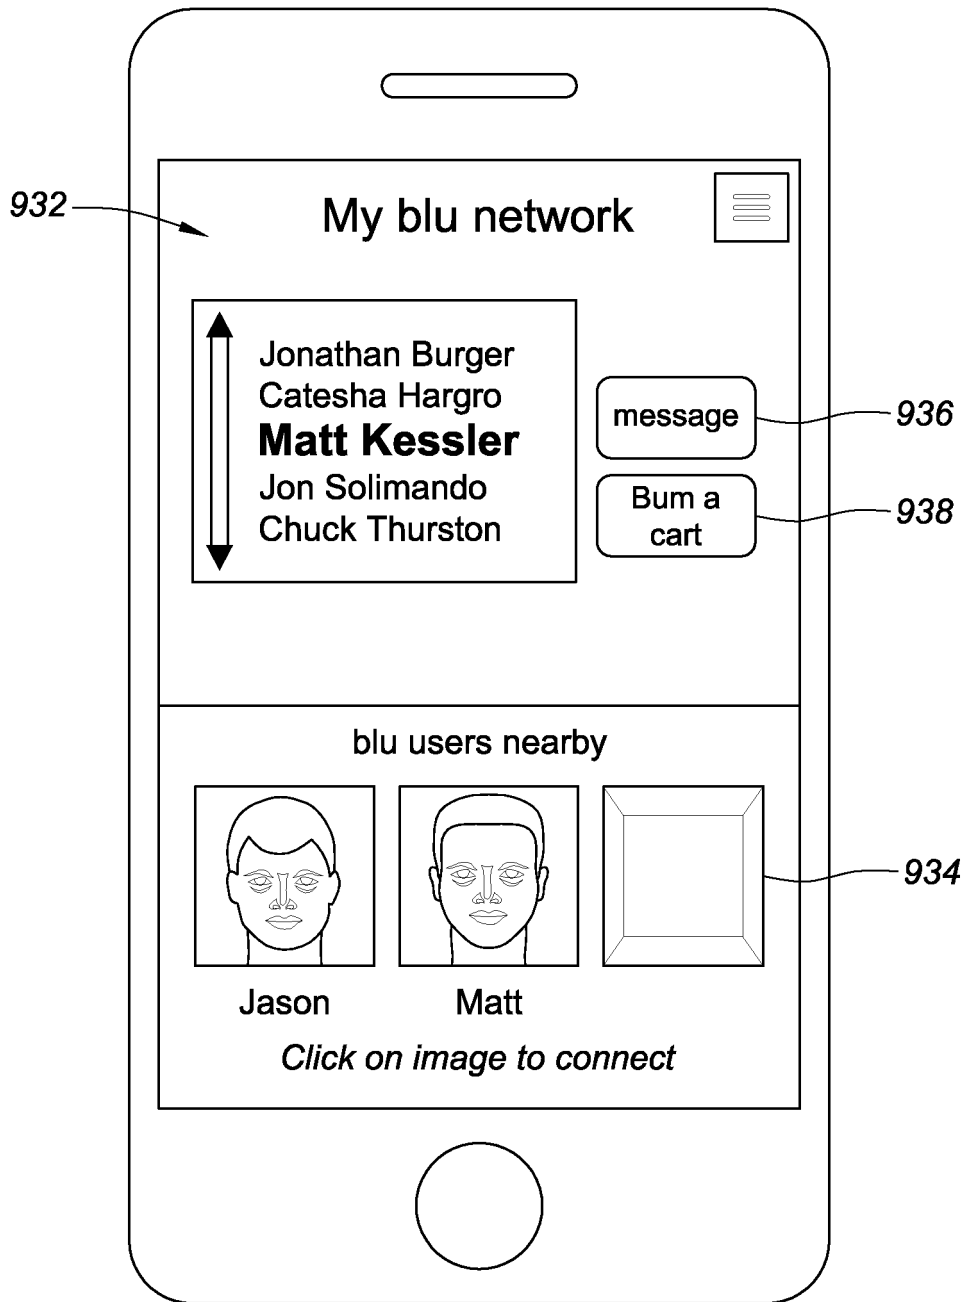 932
My blu network
Jonathan Burger
Catesha Hargro
Matt Kessler
Jon Solimando
Chuck Thurston
message
936
Bum a
cart
938
blu users nearby
934
Jason
Matt
Click on image to connect